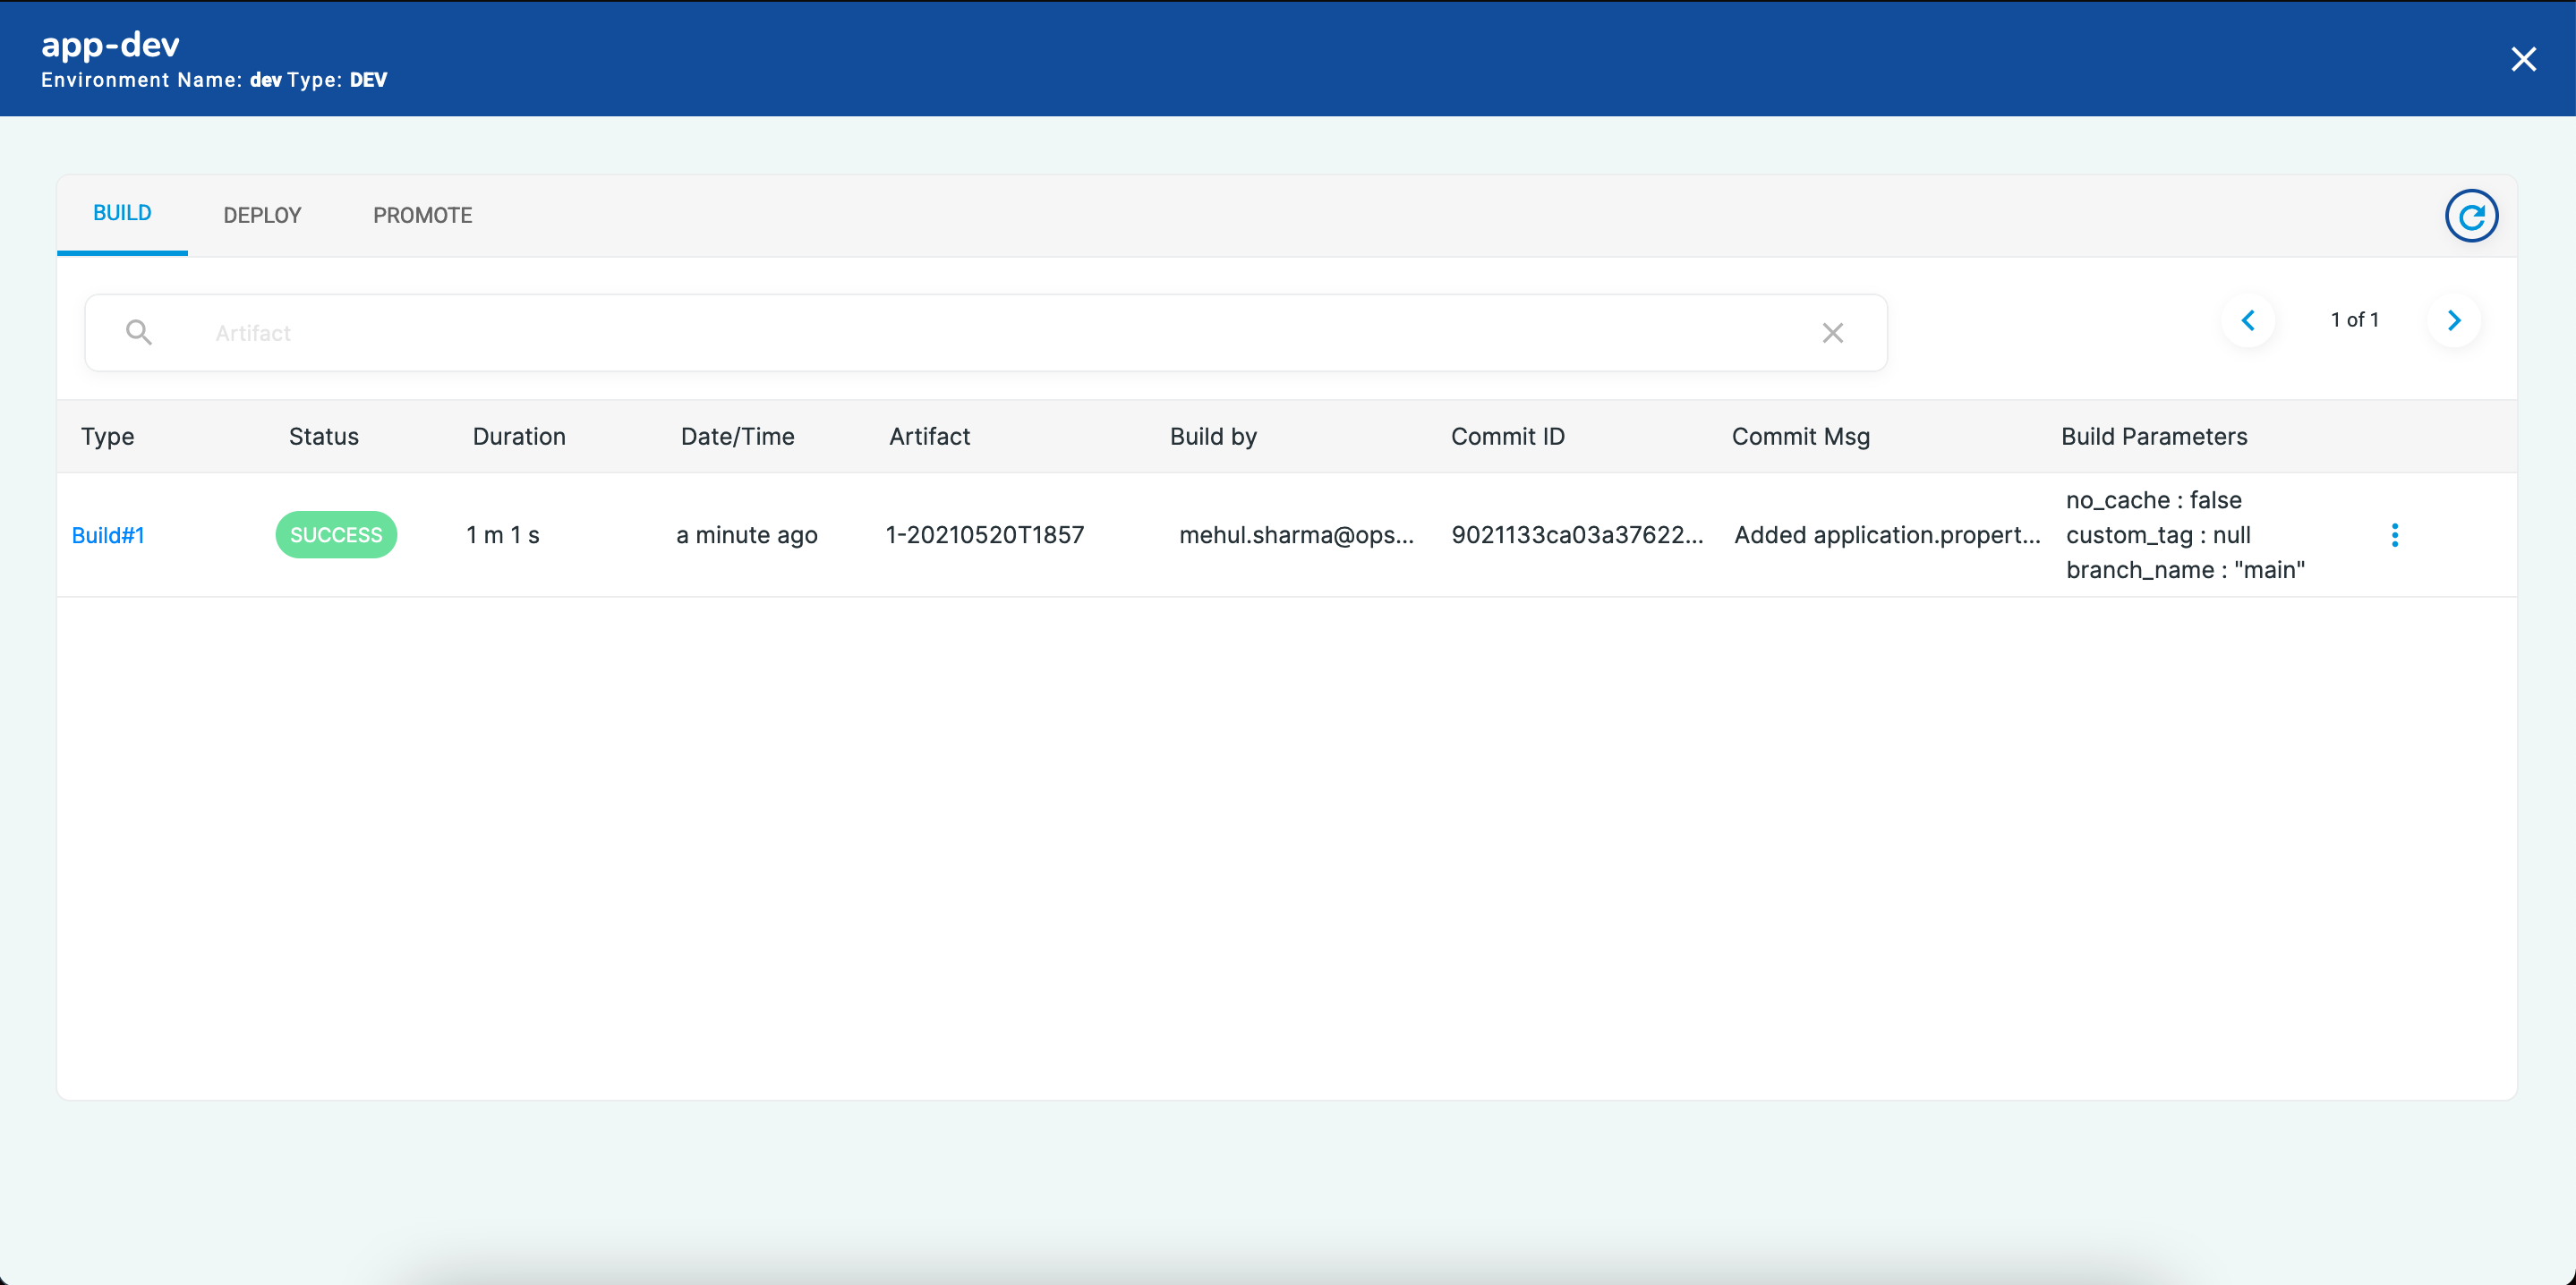 app-dev
Environment Name: dev Type: DEV
BUILD DEPLOY PROMOTE
Artifact
1 of 1
Type Status Duration Date/Time Artifact Build by Commit ID Commit Msg Build Parameters
Build#1 SUCCESS 1 m 1 s a minute ago 1-20210520T1857 mehul.sharma@ops... 9021133ca03a37622... Added application.propert...
no_cache : false
custom_tag : null
branch_name : "main"